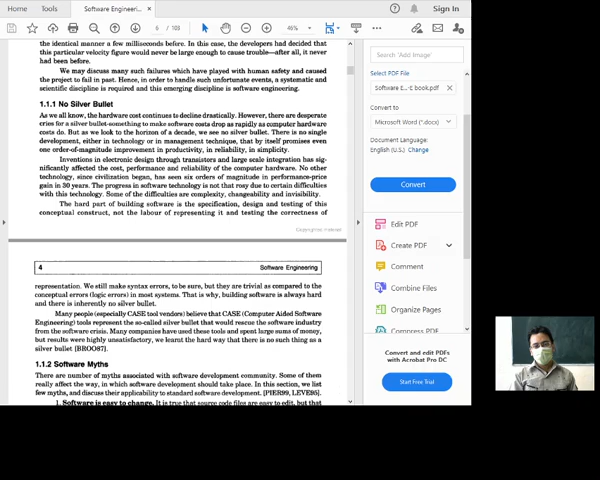 Home
Tools
Software Engineeri...
×
Sign In
6 / 103
46%
the identical manner a few milliseconds before. In this case, the developers had decided that
this particular velocity figure would never be large enough to cause trouble—after all, it never
had been before.
We may discuss many such failures which have played with human safety and caused
the project to fail in past. Hence, in order to handle such unfortunate events, a systematic and
scientific discipline is required and this emerging discipline is software engineering.
1.1.1 No Silver Bullet
As we all know, the hardware cost continues to decline drastically. However, there are desperate
cries for a silver bullet-something to make software costs drop as rapidly as computer hardware
costs do. But as we look to the horizon of a decade, we see no silver bullet. There is no single
development, either in technology or in management technique, that by itself promises even
one order-of-magnitude improvement in productivity, in reliability, in simplicity.
Inventions in electronic design through transistors and large scale integration has sig-
nificantly affected the cost, performance and reliability of the computer hardware. No other
technology, since civilization began, has seen six orders of magnitude in performance-price
gain in 30 years. The progress in software technology is not that rosy due to certain difficulties
with this technology. Some of the difficulties are complexity, changeability and invisibility.
The hard part of building software is the specification, design and testing of this
conceptual construct, not the labour of representing it and testing the correctness of
Copyrighted material
4
Software Engineering
representation. We still make syntax errors, to be sure, but they are trivial as compared to the
conceptual errors (logic errors) in most systems. That is why, building software is always hard
and there is inherently no silver bullet.
Many people (especially CASE tool vendors) believe that CASE (Computer Aided Software
Engineering) tools represent the so-called silver bullet that would rescue the software industry
from the software crisis. Many companies have used these tools and spent large sums of money,
but results were highly unsatisfactory, we learnt the hard way that there is no such thing as a
silver bullet [BROO87].
1.1.2 Software Myths
There are number of myths associated with software development community. Some of them
really affect the way, in which software development should take place. In this section, we list
few myths, and discuss their applicability to standard software development. [PIER99, LEVE95].
1. Software is easy to change. It is true that source code files are easy to edit, but that
Search 'Add Image'
Select PDF File
Software E...-E book.pdf
×
Convert to
Microsoft Word (*.docx)
Document Language:
English (U.S.) Change
Convert
Edit PDF
Create PDF
Comment
Combine Files
Organize Pages
Compress PDF
Convert and edit PDFs
with Acrobat Pro DC
Start Free Trial